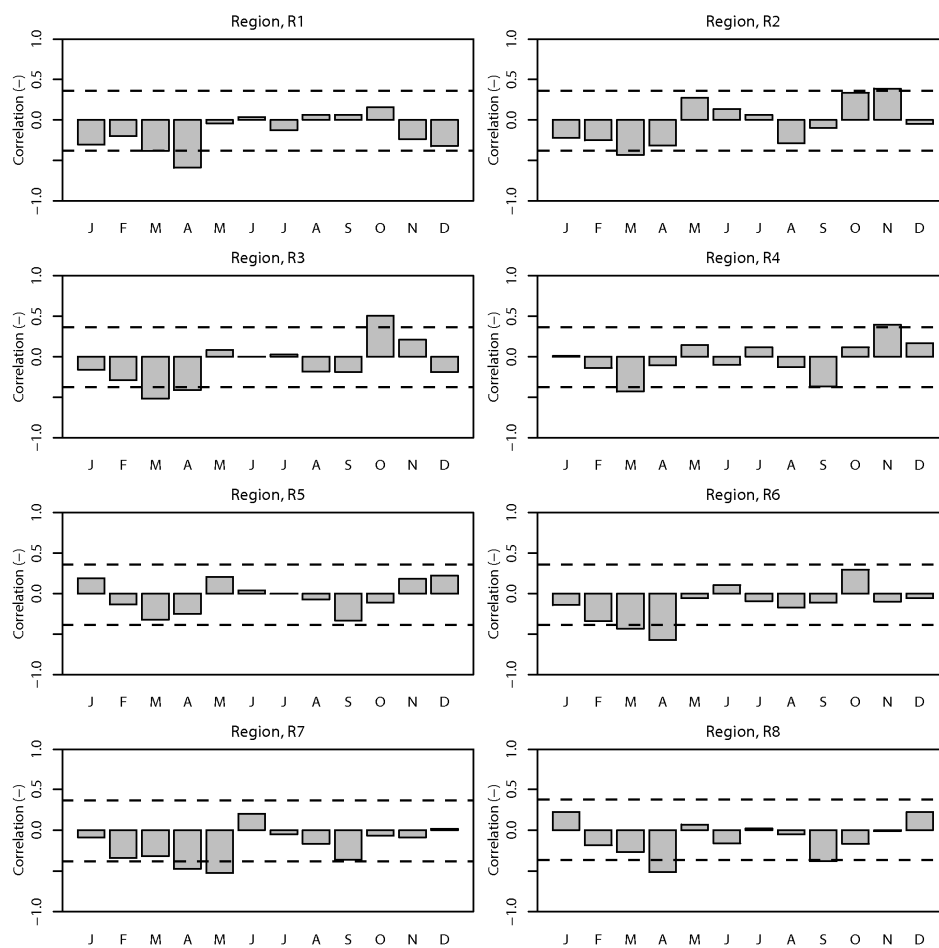 Region, R1
Correlation (−)
1.0
0.5
0.0
−1.0
J F M A M J J A S O N D
Region, R2
Correlation (−)
1.0
0.5
0.0
−1.0
J F M A M J J A S O N D
Region, R3
Correlation (−)
1.0
0.5
0.0
−1.0
J F M A M J J A S O N D
Region, R4
Correlation (−)
1.0
0.5
0.0
−1.0
J F M A M J J A S O N D
Region, R5
Correlation (−)
1.0
0.5
0.0
−1.0
J F M A M J J A S O N D
Region, R6
Correlation (−)
1.0
0.5
0.0
−1.0
J F M A M J J A S O N D
Region, R7
Correlation (−)
1.0
0.5
0.0
−1.0
J F M A M J J A S O N D
Region, R8
Correlation (−)
1.0
0.5
0.0
−1.0
J F M A M J J A S O N D